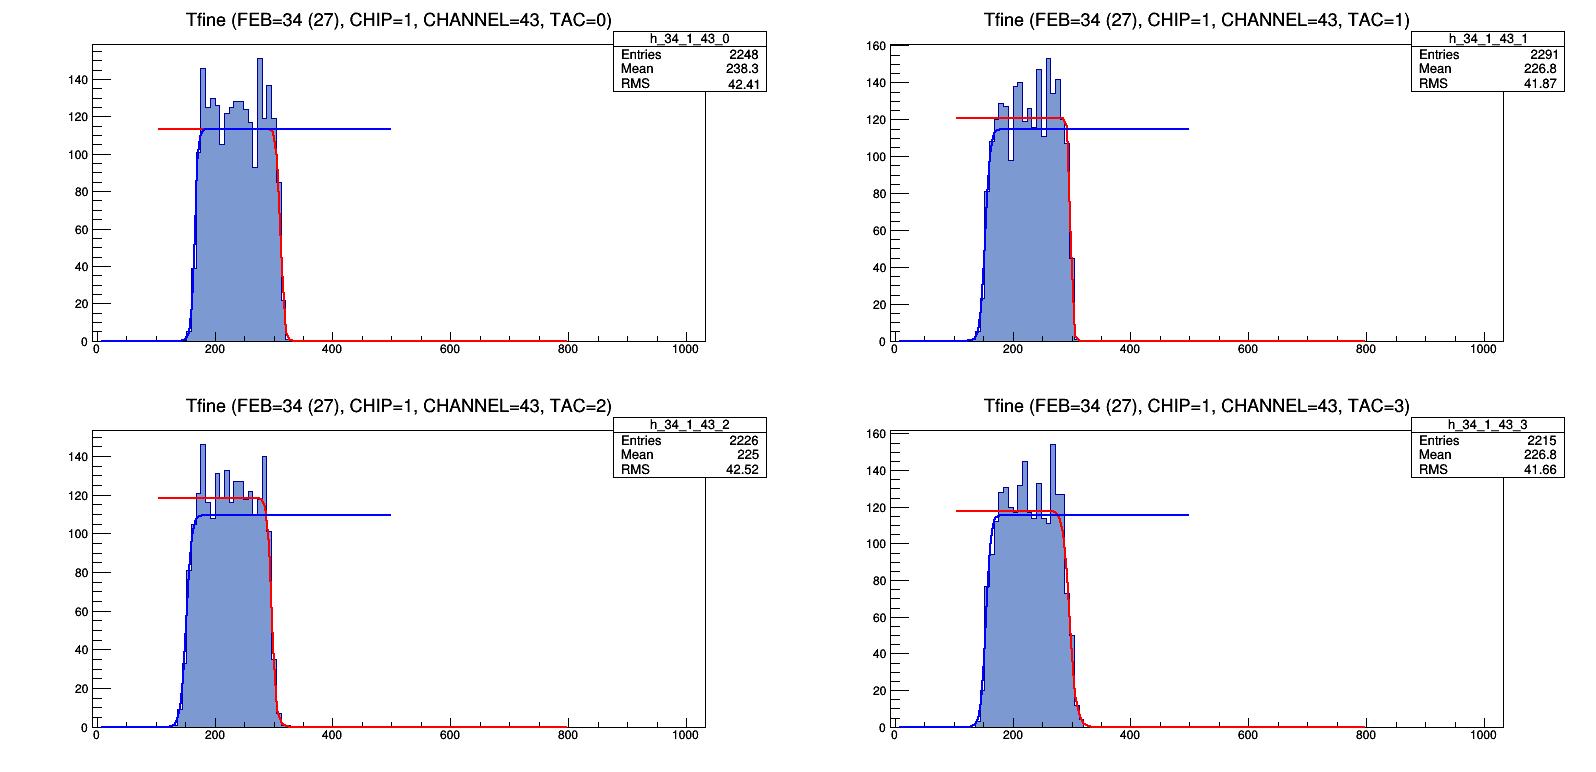 Tfine (FEB=34 (27), CHIP=1, CHANNEL=43, TAC=0)
h_34_1_43_0
Entries 2248
Mean 238.3
RMS 42.41
140
120
100
80
60
40
20
0
0 200 400 600 800 1000
Tfine (FEB=34 (27), CHIP=1, CHANNEL=43, TAC=1)
h_34_1_43_1
Entries 2291
Mean 226.8
RMS 41.87
160
140
120
100
80
60
40
20
0
0 200 400 600 800 1000
Tfine (FEB=34 (27), CHIP=1, CHANNEL=43, TAC=2)
h_34_1_43_2
Entries 2226
Mean 225
RMS 42.52
140
120
100
80
60
40
20
0
0 200 400 600 800 1000
Tfine (FEB=34 (27), CHIP=1, CHANNEL=43, TAC=3)
h_34_1_43_3
Entries 2215
Mean 226.8
RMS 41.66
160
140
120
100
80
60
40
20
0
0 200 400 600 800 1000